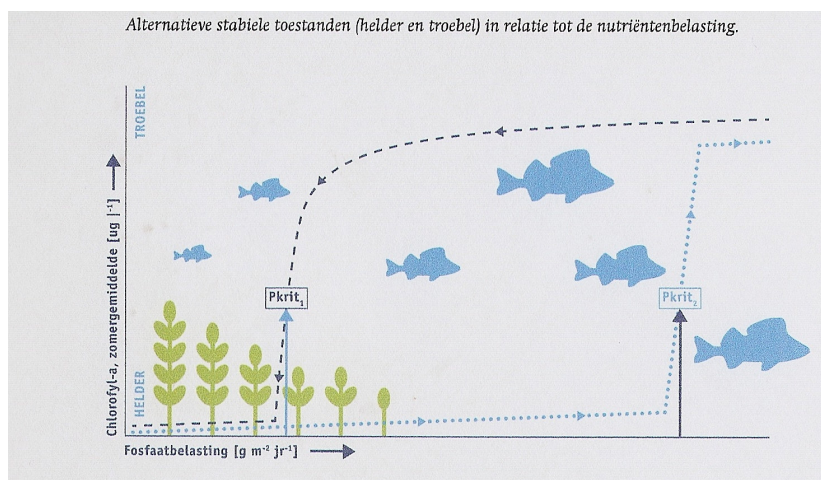 Alternatieve stabiele toestanden (helder en troebel) in relatie tot de nutriëntenbelasting.
TROEBEL
Chlorofyl-a, zomergemiddelde [ug l⁻¹]
Pkrit₁
Pkrit₂
HELDER
Fosfaatbelasting [g m⁻² jr⁻¹]